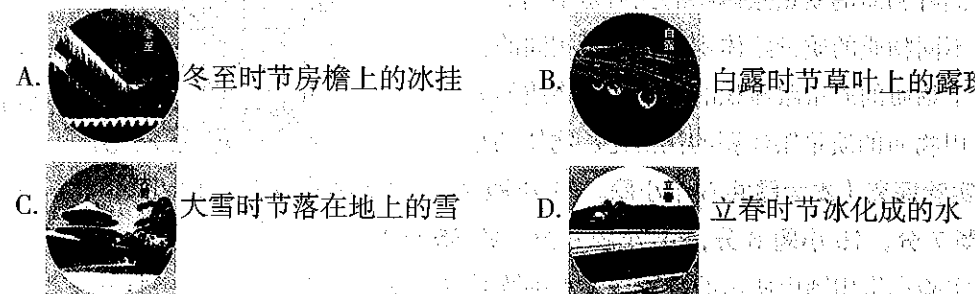 冬至
A. 冬至时节房檐上的冰挂
白露
B. 白露时节草叶上的露珠
C. 大雪时节落在地上的雪
立春
D. 立春时节冰化成的水